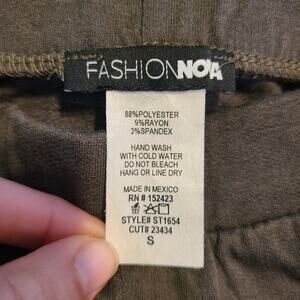 FASHIONNOVA
88%POLYESTER
9%RAYON
3%SPANDEX
HAND WASH
WITH COLD WATER
DO NOT BLEACH
HANG OR LINE DRY
MADE IN MEXICO
RN # 152423
STYLE# ST1654
CUT# 23434
S